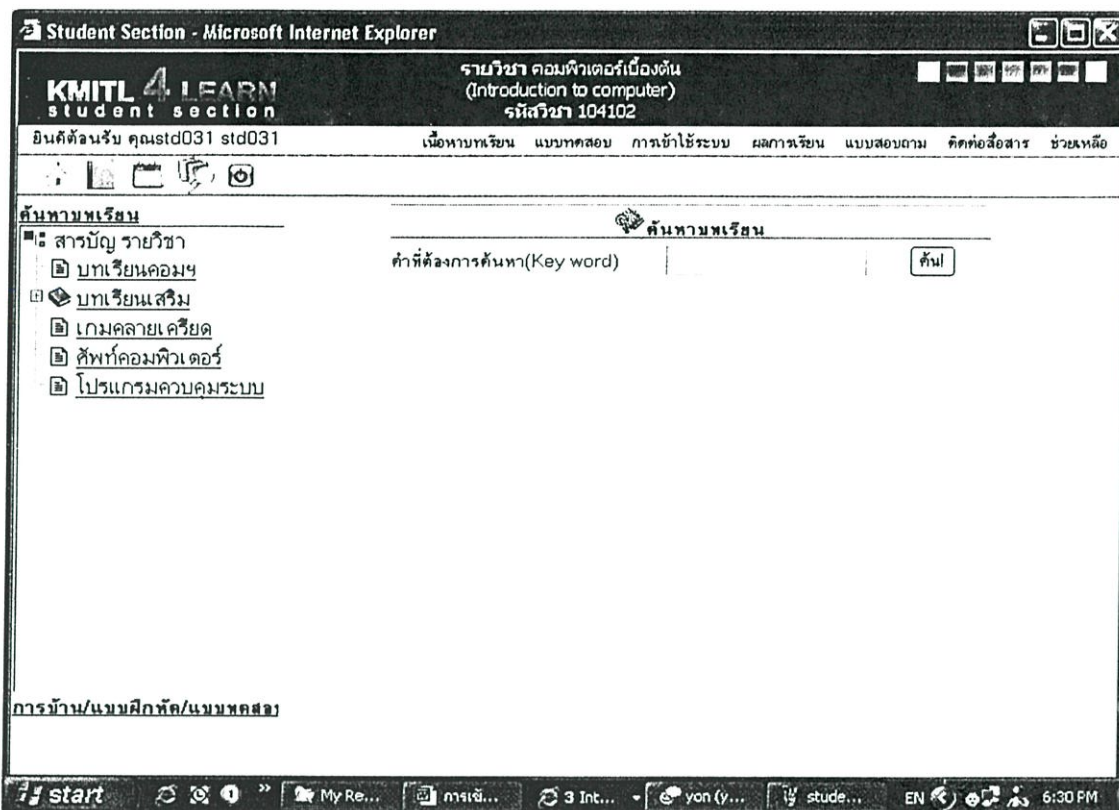 Student Section - Microsoft Internet Explorer
KMITL 4 LEARN
student section
รายวิชา คอมพิวเตอร์เบื้องต้น
(Introduction to computer)
รหัสวิชา 104102
ยินดีต้อนรับ คุณstd031 std031
เนื้อหาบทเรียน แบบทดสอบ การเข้าใช้ระบบ ผลการเรียน แบบสอบถาม ติดต่อสื่อสาร ช่วยเหลือ
ค้นหาบทเรียน
สารบัญ รายวิชา
บทเรียนคอมฯ
บทเรียนเสริม
เกมคลายเครียด
ศัพท์คอมพิวเตอร์
โปรแกรมควบคุมระบบ
ค้นหาบทเรียน
คำที่ต้องการค้นหา(Key word) ค้น!
การบ้าน/แบบฝึกหัด/แบบทดสอบ
start My Re... การเข้... 3 Int... yon (y... stude... EN 6:30 PM